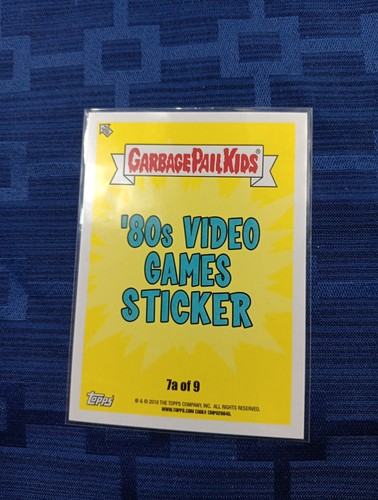 GARBAGE PAIL KIDS®
'80s VIDEO
GAMES
STICKER
7a of 9
topps
® & © 2018 THE TOPPS COMPANY, INC. ALL RIGHTS RESERVED.
WWW.TOPPS.COM